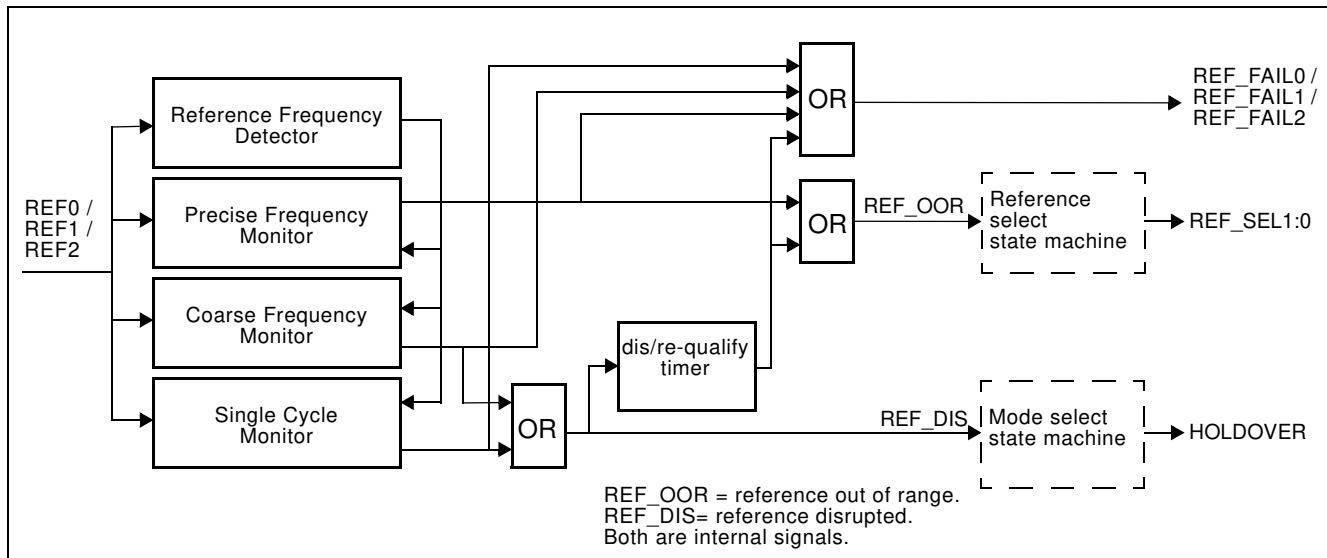 REF0 /
REF1 /
REF2
Reference Frequency
Detector
Precise Frequency
Monitor
Coarse Frequency
Monitor
Single Cycle
Monitor
OR
dis/re-qualify
timer
OR
OR
REF_OOR
REF_DIS
Reference
select
state machine
Mode select
state machine
REF_FAIL0 /
REF_FAIL1 /
REF_FAIL2
REF_SEL1:0
HOLDOVER
REF_OOR = reference out of range.
REF_DIS= reference disrupted.
Both are internal signals.